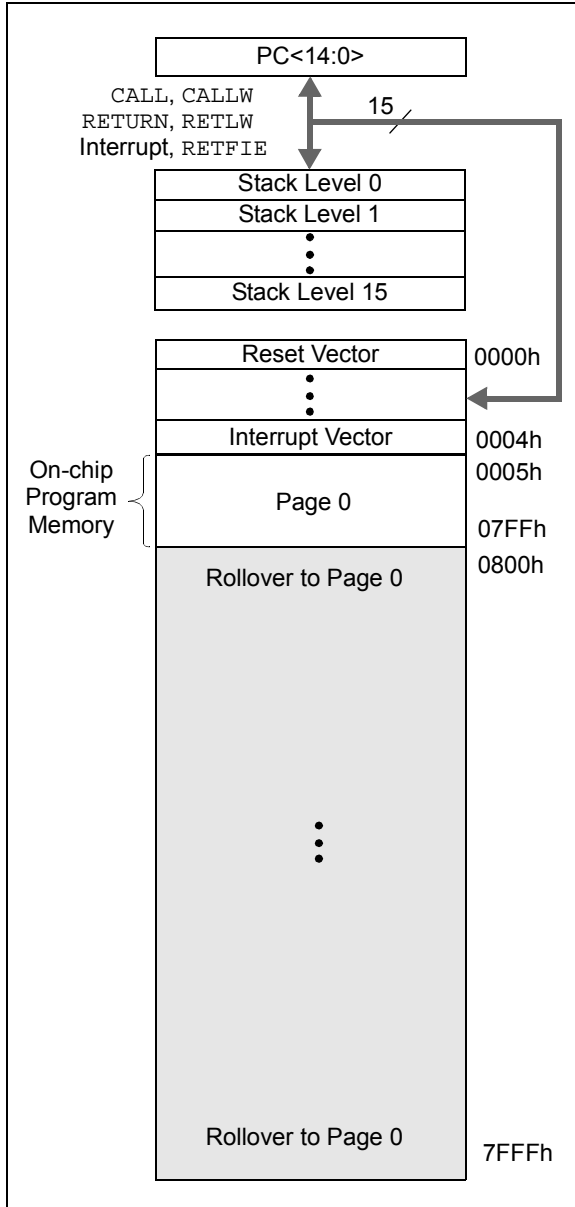 PC<14:0>
CALL, CALLW
RETURN, RETLW
Interrupt, RETFIE
15
Stack Level 0
Stack Level 1
Stack Level 15
Reset Vector
0000h
Interrupt Vector
0004h
On-chip
Program
Memory
Page 0
0005h
07FFh
Rollover to Page 0
0800h
Rollover to Page 0
7FFFh